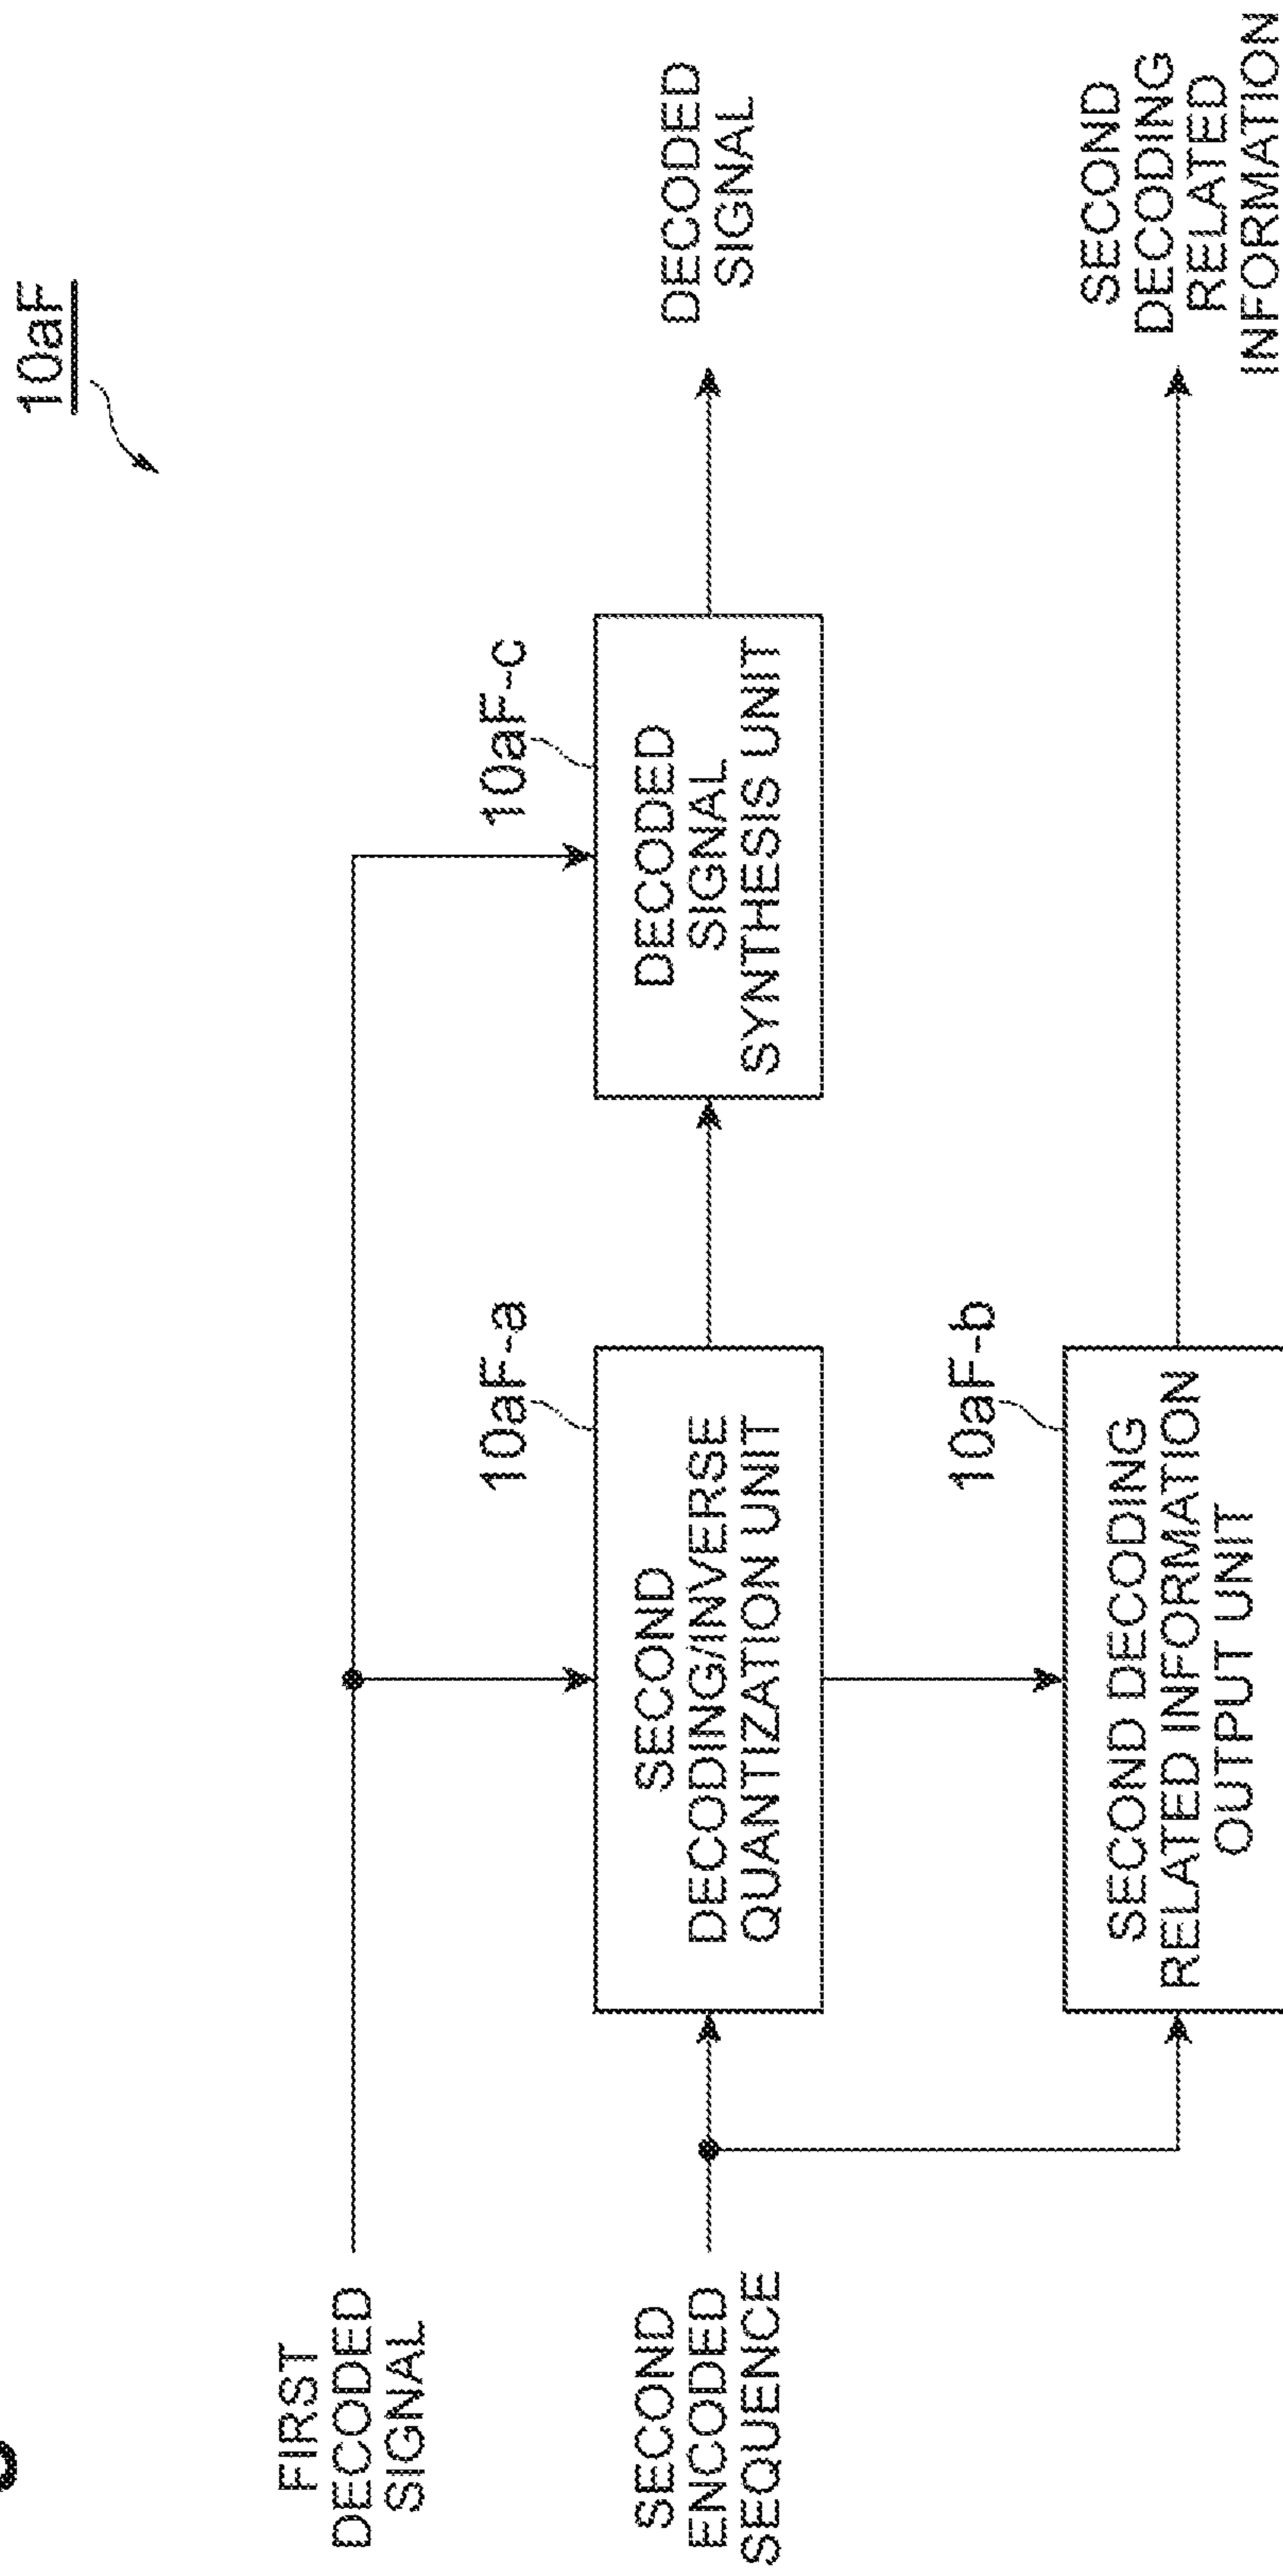 10aF
FIRST
DECODED
SIGNAL
10aF-a
10aF-c
SECOND
ENCODED
SEQUENCE
SECOND
DECODING/INVERSE
QUANTIZATION UNIT
DECODED
SIGNAL
SYNTHESIS UNIT
DECODED
SIGNAL
10aF-b
SECOND DECODING
RELATED INFORMATION
OUTPUT UNIT
SECOND
DECODING
RELATED
INFORMATION